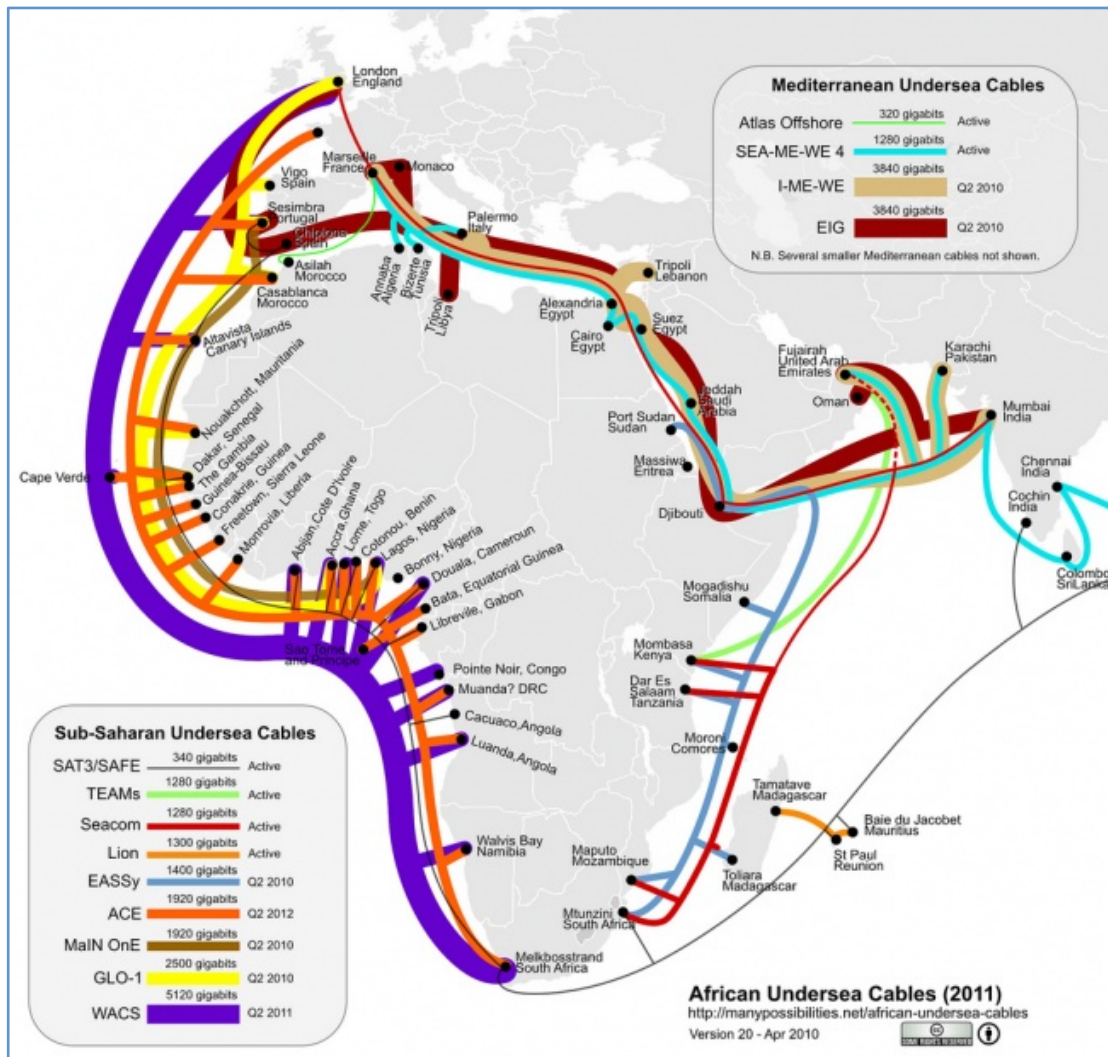 London
England
Marseille
France
Monaco
Vigo
Spain
Sesimbra
Portugal
Chipiona
Spain
Palermo
Italy
Asilah
Morocco
Casablanca
Morocco
Annaba
Algeria
Bizerte
Tunisia
Tripoli
Libya
Tripoli
Lebanon
Alexandria
Egypt
Cairo
Egypt
Suez
Egypt
Altavista
Canary Islands
Jeddah
Saudi
Arabia
Fujairah
United Arab
Emirates
Oman
Karachi
Pakistan
Mumbai
India
Chennai
India
Cochin
India
Colombo
SriLanka
Port Sudan
Sudan
Massiwa
Eritrea
Djibouti
Nouakchott, Mauritania
Dakar, Senegal
The Gambia
Guinea-Bissau
Conakrie, Guinea
Freetown, Sierra Leone
Monrovia, Liberia
Cape Verde
Abijan,Cote D'Ivoire
Accra,Ghana
Lome, Togo
Cotonou, Benin
Lagos, Nigeria
Bonny, Nigeria
Douala, Cameroun
Bata, Equatorial Guinea
Libreville, Gabon
Sao Tome
and Principe
Pointe Noir, Congo
Muanda? DRC
Cacuaco,Angola
Luanda,Angola
Mogadishu
Somalia
Mombasa
Kenya
Dar Es
Salaam
Tanzania
Moroni
Comores
Tamatave
Madagascar
Baie du Jacobet
Mauritius
St Paul
Reunion
Walvis Bay
Namibia
Maputo
Mozambique
Toliara
Madagascar
Mtunzini
South Africa
Melkbosstrand
South Africa
Mediterranean Undersea Cables
320 gigabits
Atlas Offshore Active
1280 gigabits
SEA-ME-WE 4 Active
3840 gigabits
I-ME-WE Q2 2010
3840 gigabits
EIG Q2 2010
N.B. Several smaller Mediterranean cables not shown.
Sub-Saharan Undersea Cables
340 gigabits
SAT3/SAFE Active
1280 gigabits
TEAMs Active
1280 gigabits
Seacom Active
1300 gigabits
Lion Active
1400 gigabits
EASSy Q2 2010
1920 gigabits
ACE Q2 2012
1920 gigabits
MaIN OnE Q2 2010
2500 gigabits
GLO-1 Q2 2010
5120 gigabits
WACS Q2 2011
African Undersea Cables (2011)
http://manypossibilities.net/african-undersea-cables
Version 20 - Apr 2010
cc
SOME RIGHTS RESERVED